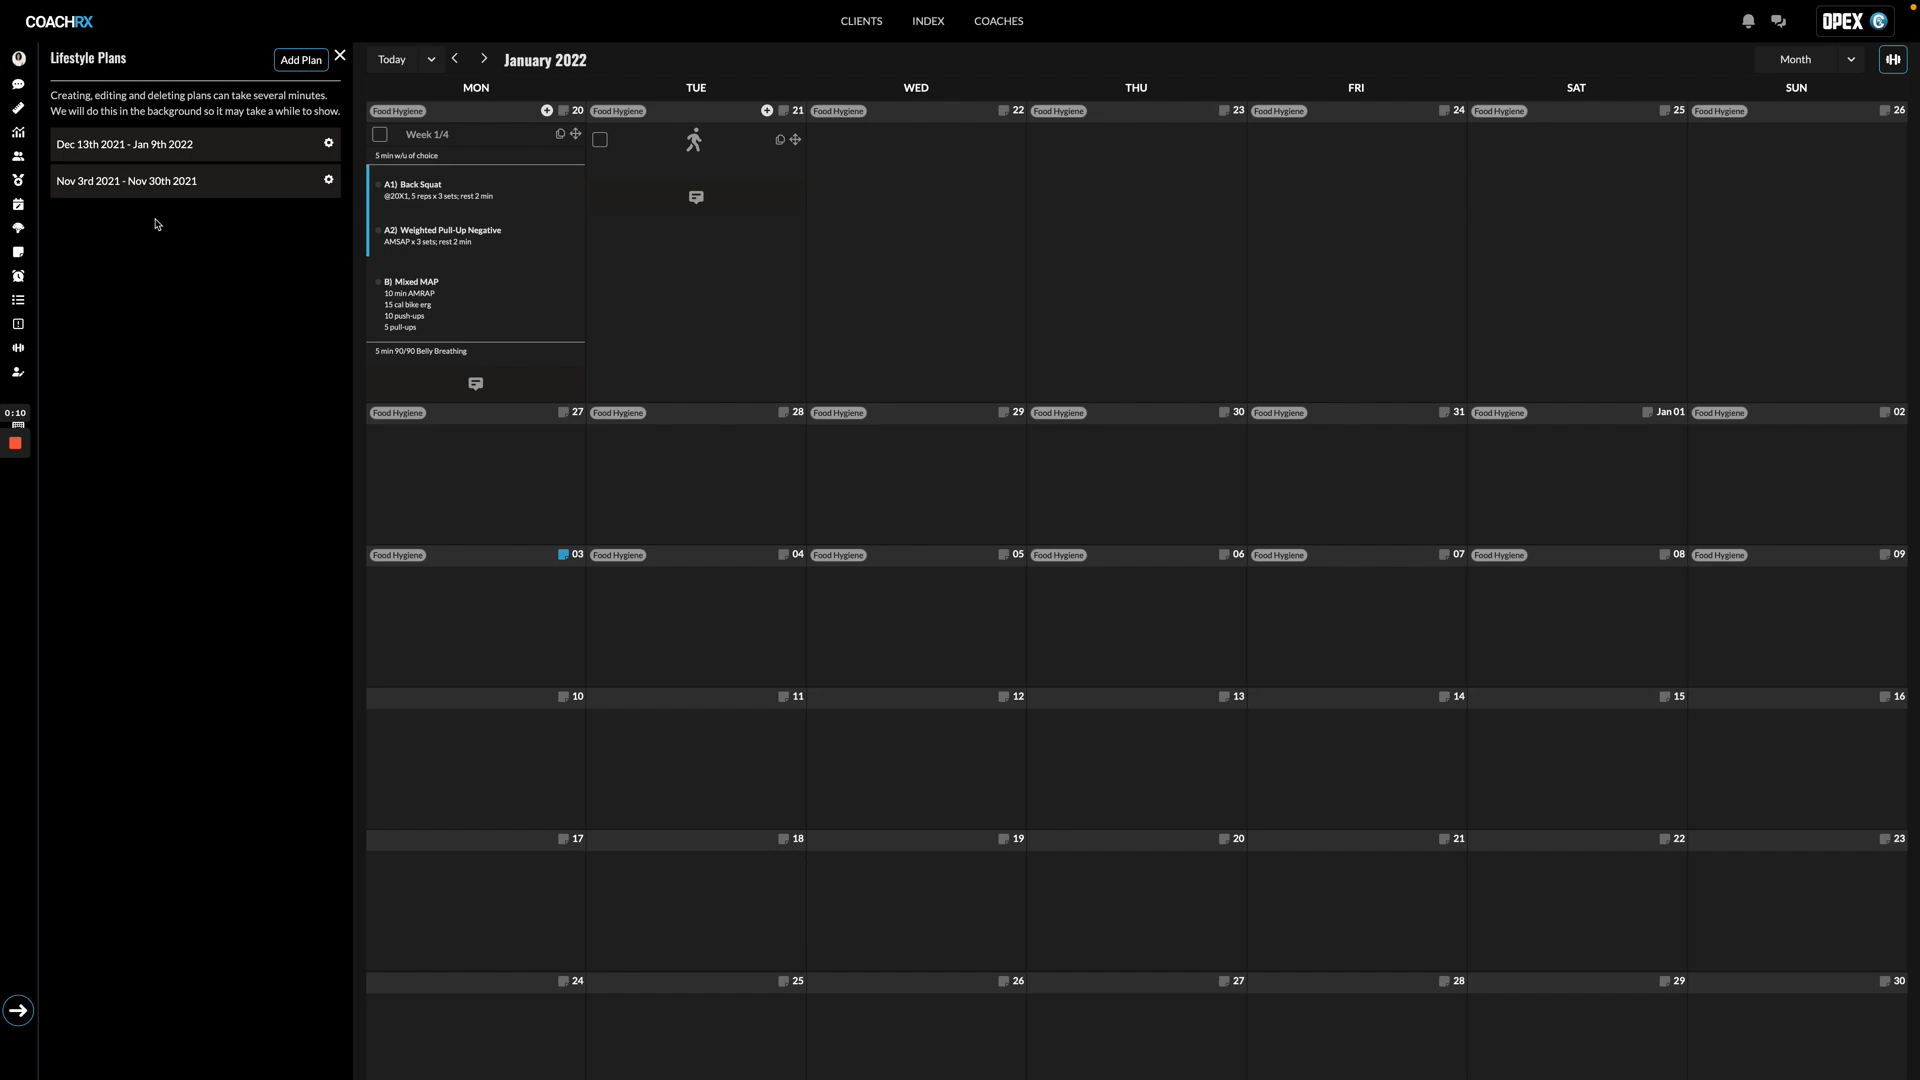 COACHRX
CLIENTS
INDEX
COACHES
OPEX
Lifestyle Plans
Add Plan
Creating, editing and deleting plans can take several minutes.
We will do this in the background so it may take a while to show.
Dec 13th 2021 - Jan 9th 2022
Nov 3rd 2021 - Nov 30th 2021
0:10
Today
January 2022
Month
MON TUE WED THU FRI SAT SUN
Food Hygiene 20 Food Hygiene 21 Food Hygiene 22 Food Hygiene 23 Food Hygiene 24 Food Hygiene 25 Food Hygiene 26
Week 1/4
5 min w/u of choice
A1) Back Squat
@20X1, 5 reps x 3 sets; rest 2 min
A2) Weighted Pull-Up Negative
AMSAP x 3 sets; rest 2 min
B) Mixed MAP
10 min AMRAP
15 cal bike erg
10 push-ups
5 pull-ups
5 min 90/90 Belly Breathing
Food Hygiene 27 Food Hygiene 28 Food Hygiene 29 Food Hygiene 30 Food Hygiene 31 Food Hygiene Jan 01 Food Hygiene 02
Food Hygiene 03 Food Hygiene 04 Food Hygiene 05 Food Hygiene 06 Food Hygiene 07 Food Hygiene 08 Food Hygiene 09
10 11 12 13 14 15 16
17 18 19 20 21 22 23
24 25 26 27 28 29 30